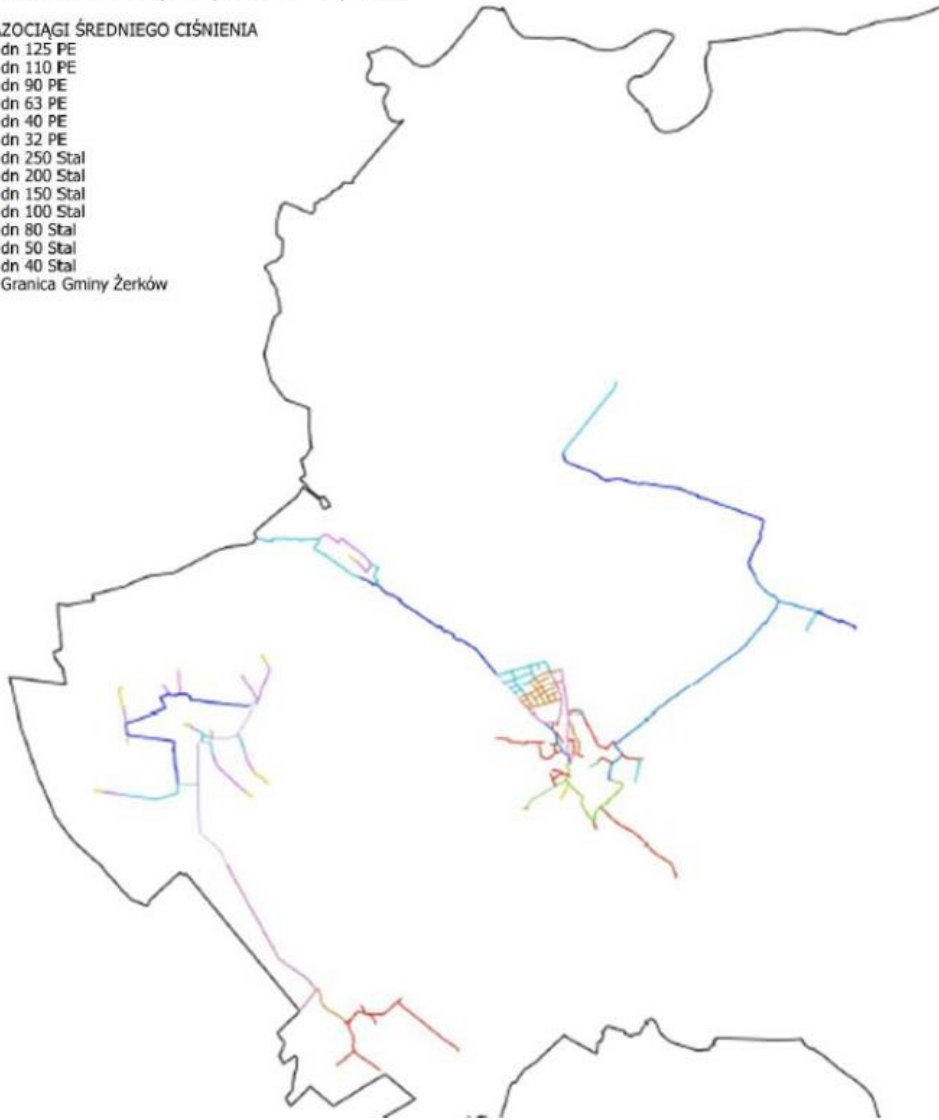 AZOCIĄGI ŚREDNIEGO CIŚNIENIA
dn 125 PE
dn 110 PE
dn 90 PE
dn 63 PE
dn 40 PE
dn 32 PE
dn 250 Stal
dn 200 Stal
dn 150 Stal
dn 100 Stal
dn 80 Stal
dn 50 Stal
dn 40 Stal
Granica Gminy Żerków